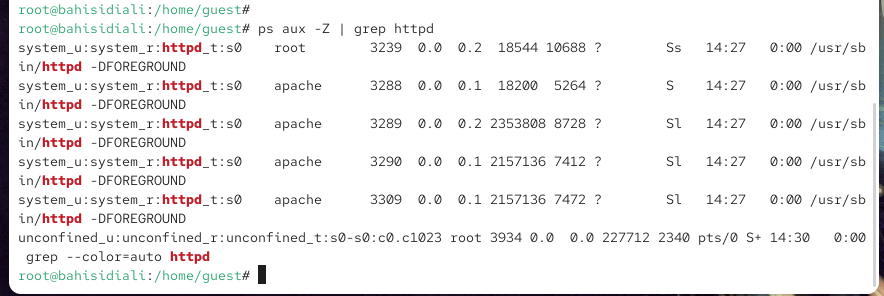 root@bahisidiali:/home/guest#
root@bahisidiali:/home/guest# ps aux -Z | grep httpd
system_u:system_r:httpd_t:s0    root        3239  0.0  0.2  18544 10688 ?        Ss   14:27   0:00 /usr/sb
in/httpd -DFOREGROUND
system_u:system_r:httpd_t:s0    apache      3288  0.0  0.1  18200  5264 ?        S    14:27   0:00 /usr/sb
in/httpd -DFOREGROUND
system_u:system_r:httpd_t:s0    apache      3289  0.0  0.2 2353808 8728 ?        Sl   14:27   0:00 /usr/sb
in/httpd -DFOREGROUND
system_u:system_r:httpd_t:s0    apache      3290  0.0  0.1 2157136 7412 ?        Sl   14:27   0:00 /usr/sb
in/httpd -DFOREGROUND
system_u:system_r:httpd_t:s0    apache      3309  0.0  0.1 2157136 7472 ?        Sl   14:27   0:00 /usr/sb
in/httpd -DFOREGROUND
unconfined_u:unconfined_r:unconfined_t:s0-s0:c0.c1023 root 3934 0.0  0.0 227712 2340 pts/0 S+ 14:30   0:00
 grep --color=auto httpd
root@bahisidiali:/home/guest#